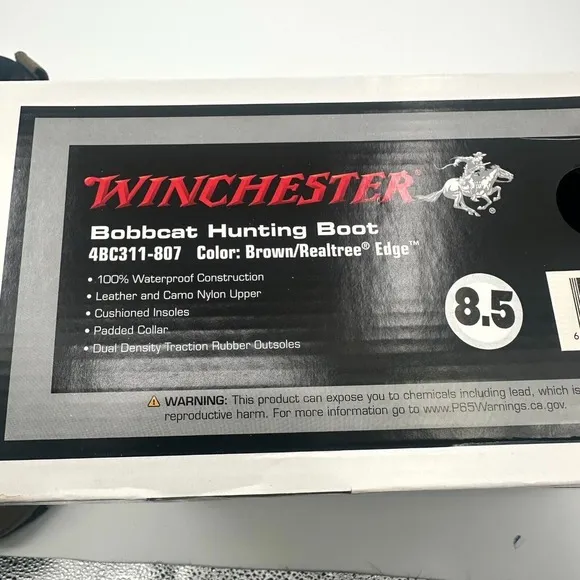 WINCHESTER®
Bobbcat Hunting Boot
4BC311-807 Color: Brown/Realtree® Edge™
• 100% Waterproof Construction
• Leather and Camo Nylon Upper
• Cushioned Insoles
• Padded Collar
• Dual Density Traction Rubber Outsoles
8.5
6
⚠ WARNING: This product can expose you to chemicals including lead, which is
reproductive harm. For more information go to www.P65Warnings.ca.gov.